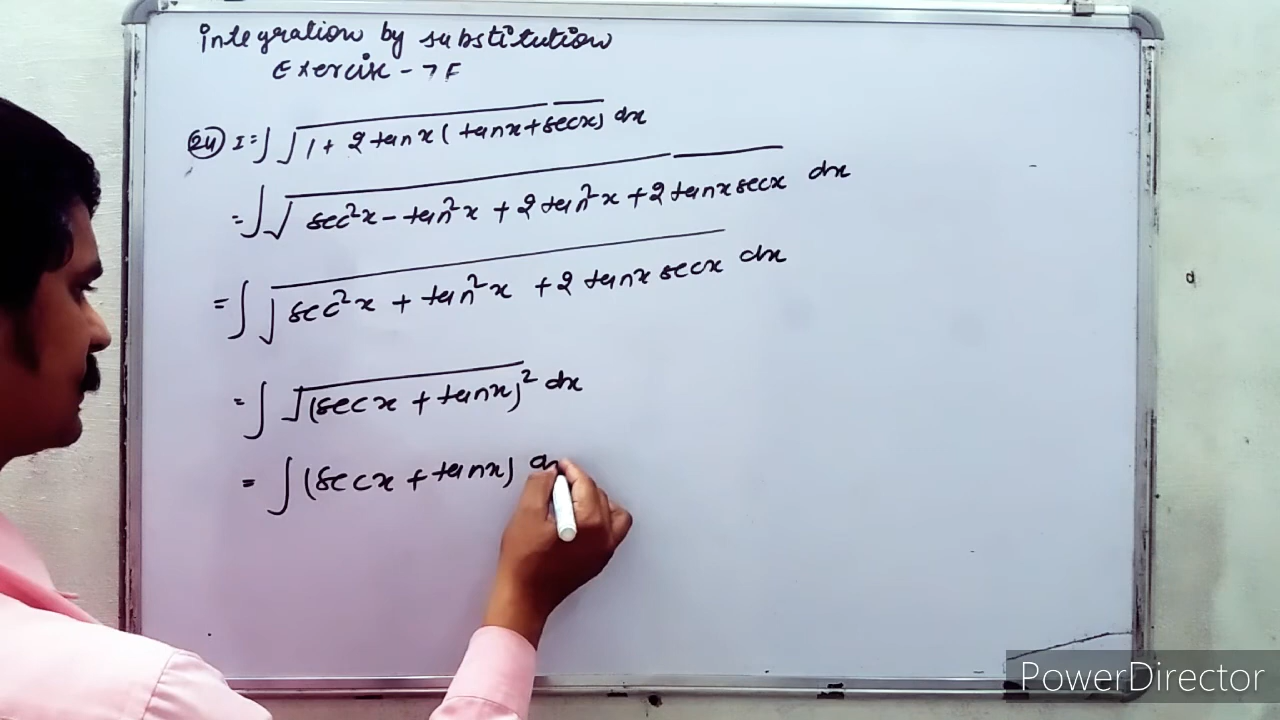 integration by substitution
Exercise - 7F
(24) I = ∫ √(1 + 2 tan x (tan x + sec x)) dx
= ∫ √(sec²x - tan²x + 2 tan²x + 2 tan x sec x) dx
= ∫ √(sec²x + tan²x + 2 tan x sec x) dx
= ∫ √((sec x + tan x)²) dx
= ∫ (sec x + tan x) dx
PowerDirector